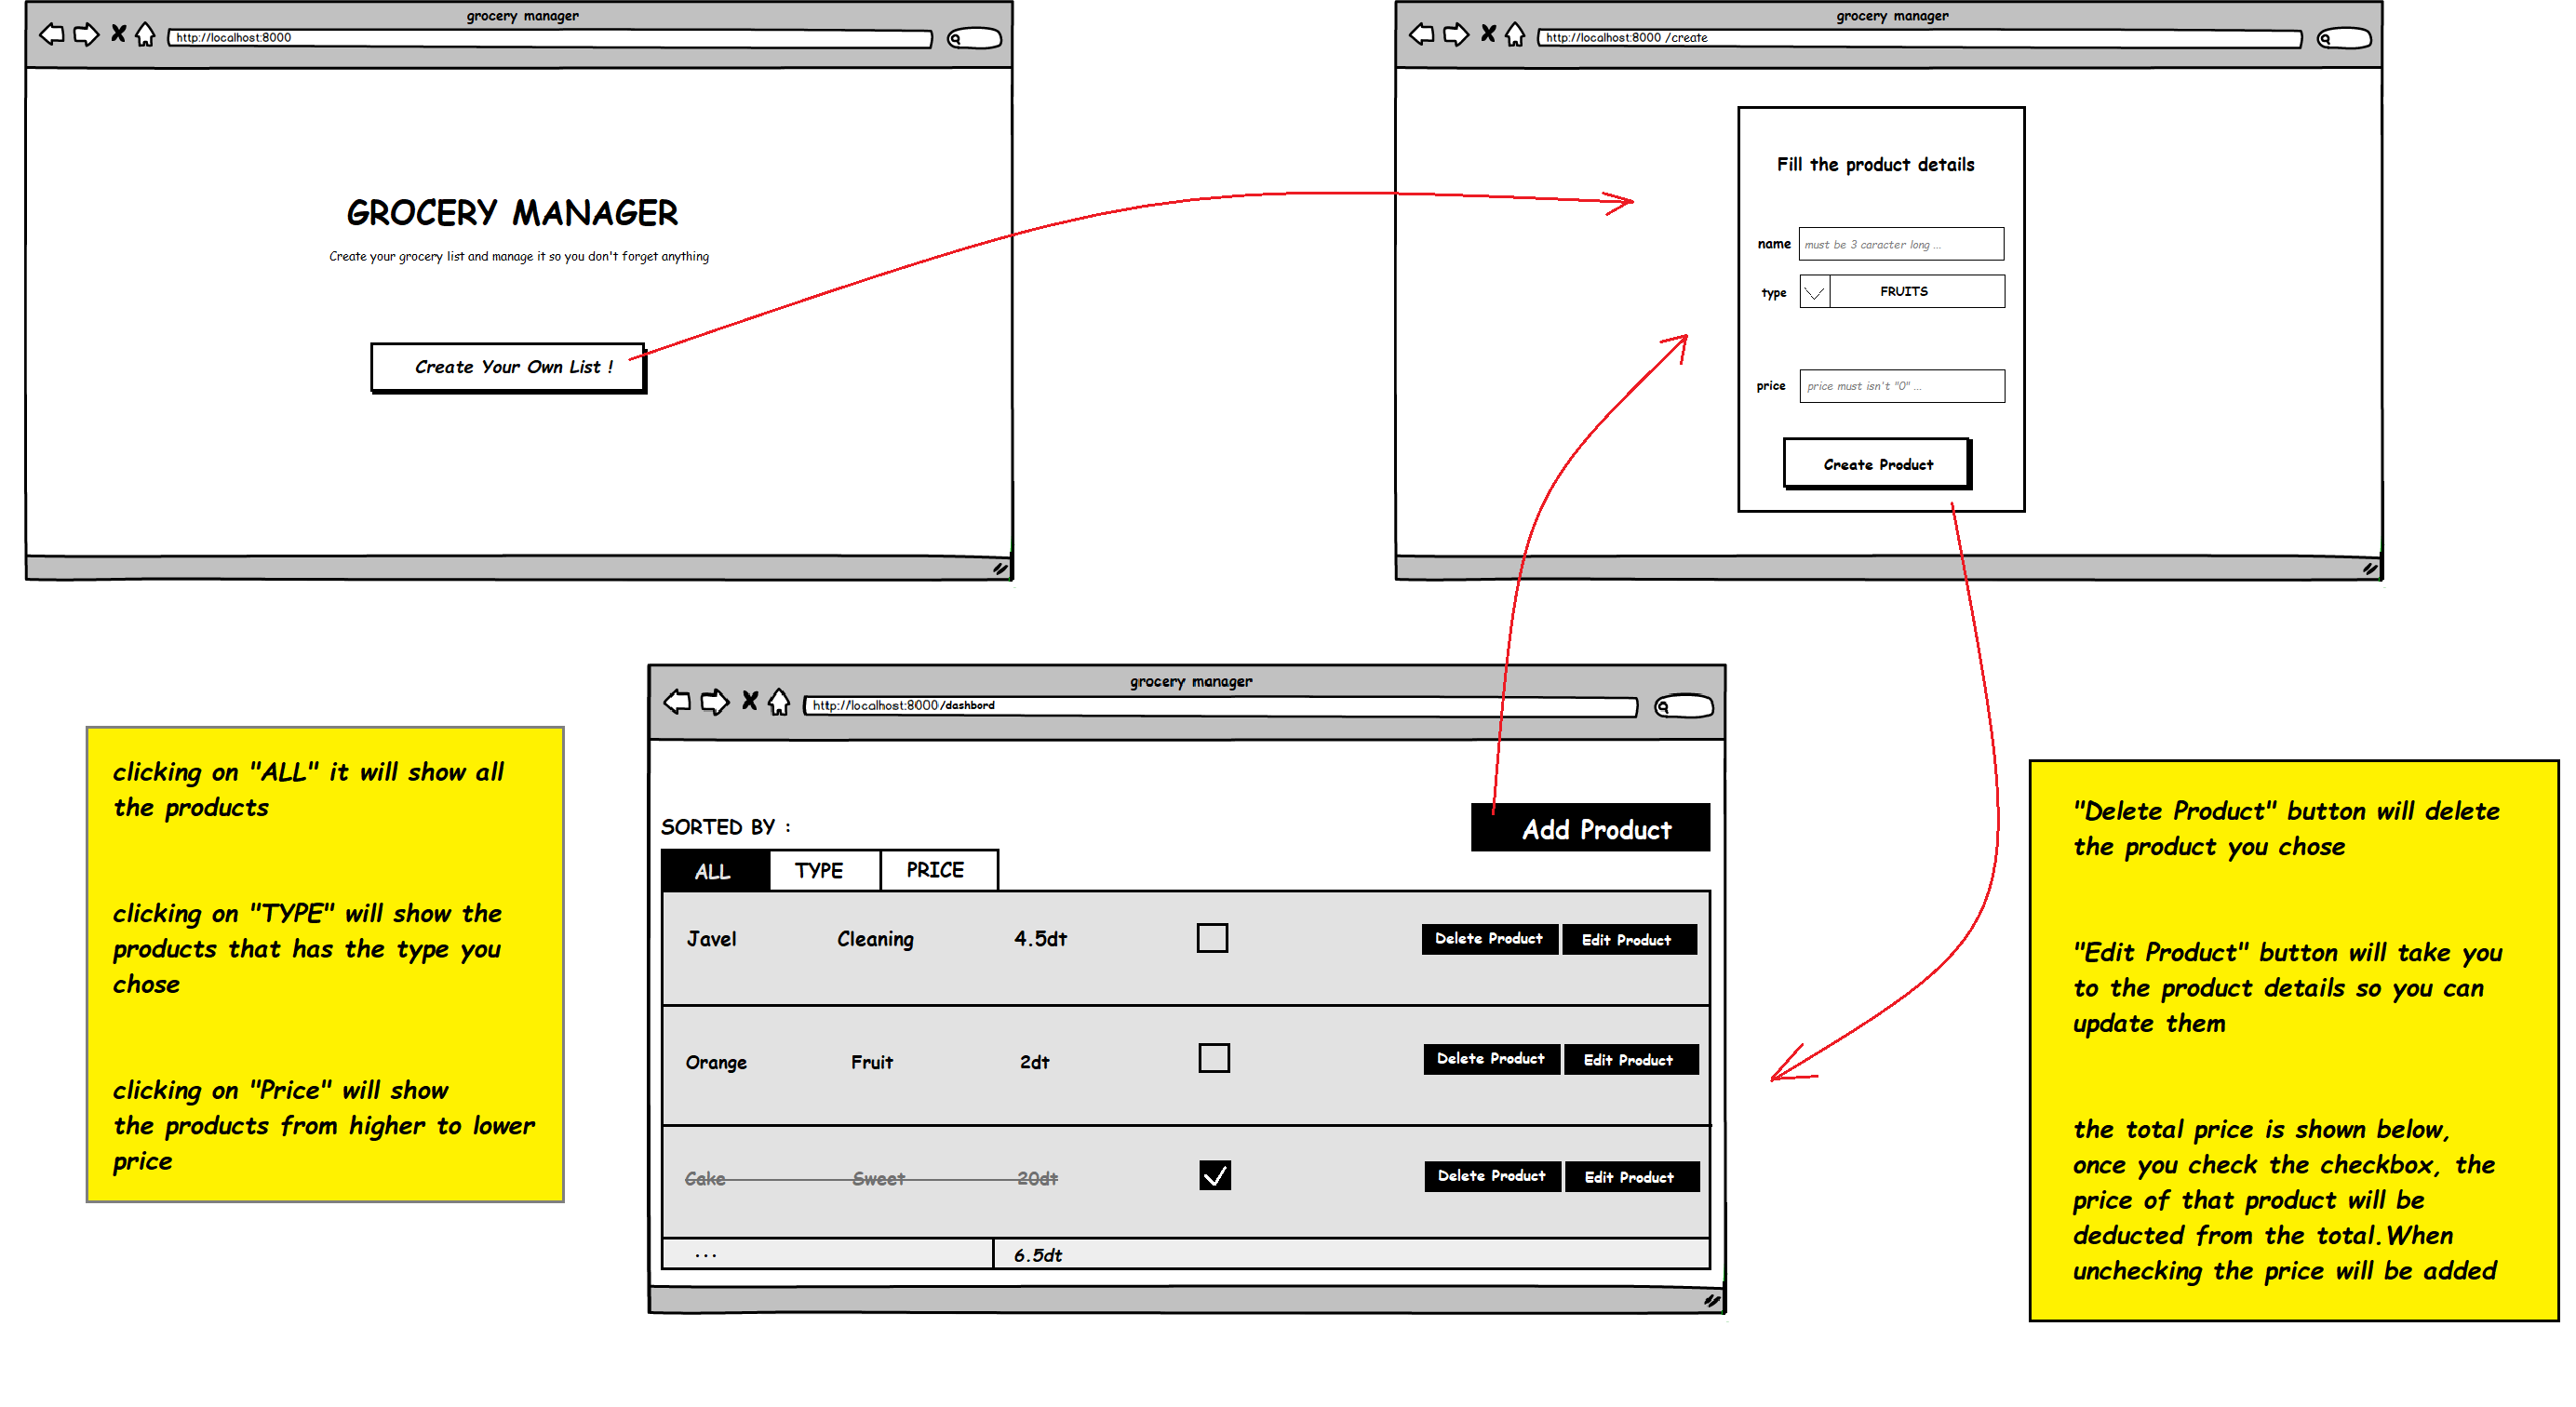 grocery manager
http://localhost:8000
GROCERY MANAGER
Create your grocery list and manage it so you don't forget anything
Create Your Own List !
grocery manager
http://localhost:8000 /create
Fill the product details
name must be 3 caracter long ...
type FRUITS
price price must isn't "0" ...
Create Product
clicking on "ALL" it will show all
the products
clicking on "TYPE" will show the
products that has the type you
chose
clicking on "Price" will show
the products from higher to lower
price
grocery manager
http://localhost:8000/dashbord
SORTED BY :
Add Product
ALL TYPE PRICE
Javel Cleaning 4.5dt Delete Product Edit Product
Orange Fruit 2dt Delete Product Edit Product
Cake Sweet 20dt Delete Product Edit Product
... 6.5dt
"Delete Product" button will delete
the product you chose
"Edit Product" button will take you
to the product details so you can
update them
the total price is shown below,
once you check the checkbox, the
price of that product will be
deducted from the total.When
unchecking the price will be added